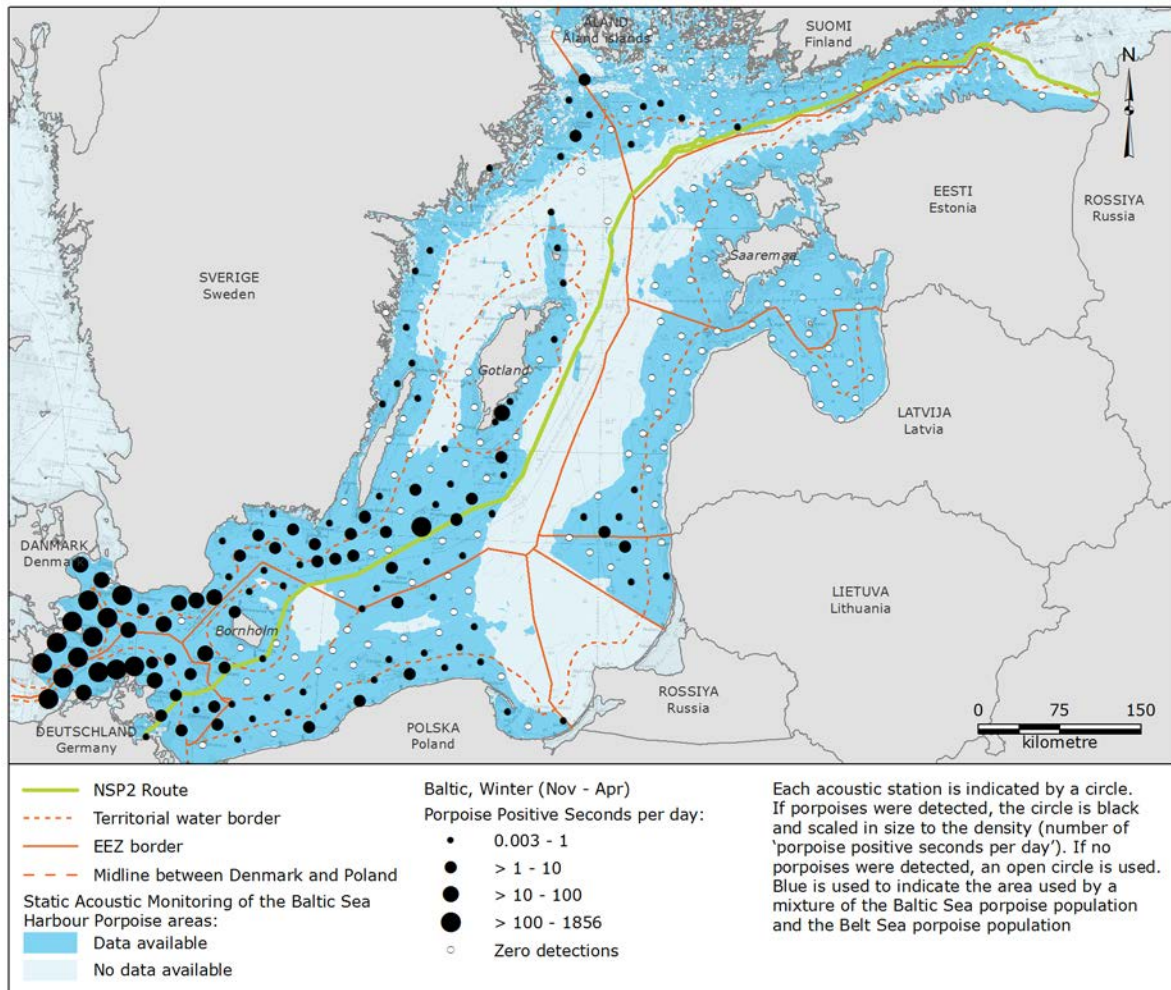 ÅLAND
Åland islands
SUOMI
Finland
N
EESTI
Estonia
ROSSIYA
Russia
SVERIGE
Sweden
Saaremaa
Gotland
LATVIJA
Latvia
DANMARK
Denmark
LIETUVA
Lithuania
Bornholm
ROSSIYA
Russia
DEUTSCHLAND
Germany
POLSKA
Poland
0 75 150
kilometre
NSP2 Route
Territorial water border
EEZ border
Midline between Denmark and Poland
Static Acoustic Monitoring of the Baltic Sea
Harbour Porpoise areas:
Data available
No data available
Baltic, Winter (Nov - Apr)
Porpoise Positive Seconds per day:
0.003 - 1
> 1 - 10
> 10 - 100
> 100 - 1856
Zero detections
Each acoustic station is indicated by a circle.
If porpoises were detected, the circle is black
and scaled in size to the density (number of
‘porpoise positive seconds per day’). If no
porpoises were detected, an open circle is used.
Blue is used to indicate the area used by a
mixture of the Baltic Sea porpoise population
and the Belt Sea porpoise population